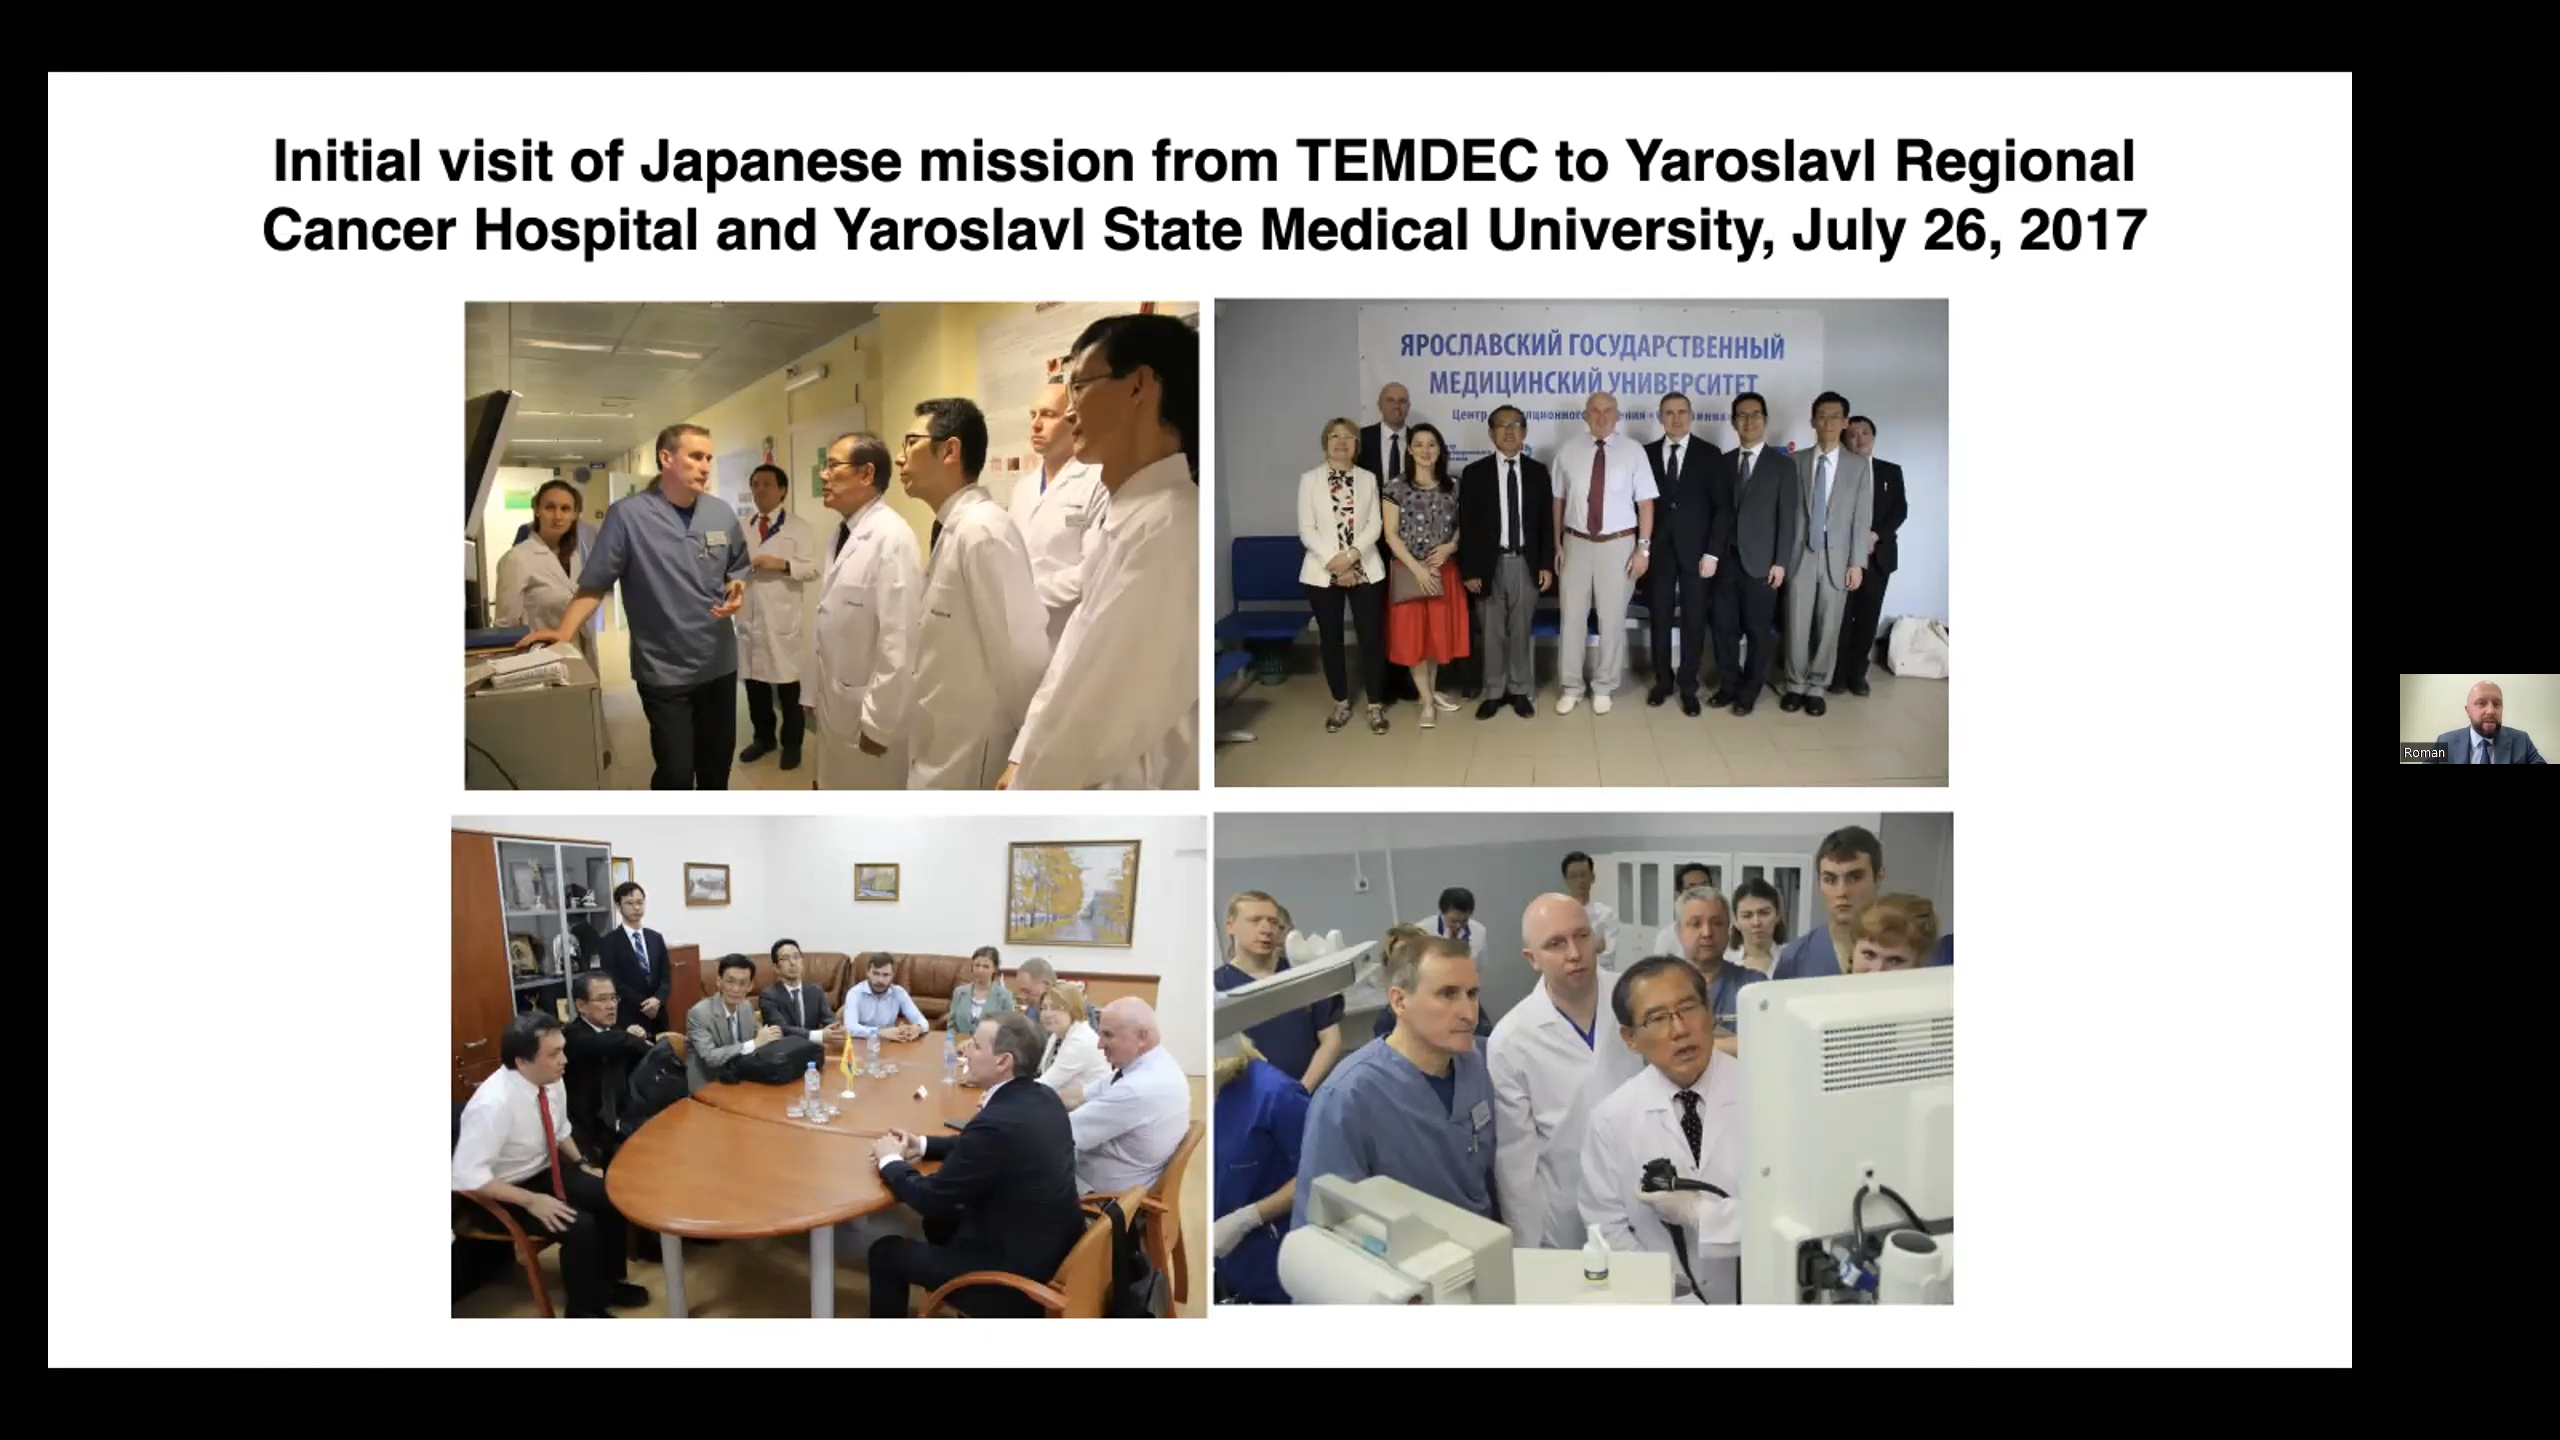 Initial visit of Japanese mission from TEMDEC to Yaroslavl Regional
Cancer Hospital and Yaroslavl State Medical University, July 26, 2017
ЯРОСЛАВСКИЙ ГОСУДАРСТВЕННЫЙ
МЕДИЦИНСКИЙ УНИВЕРСИТЕТ
Центр
Roman